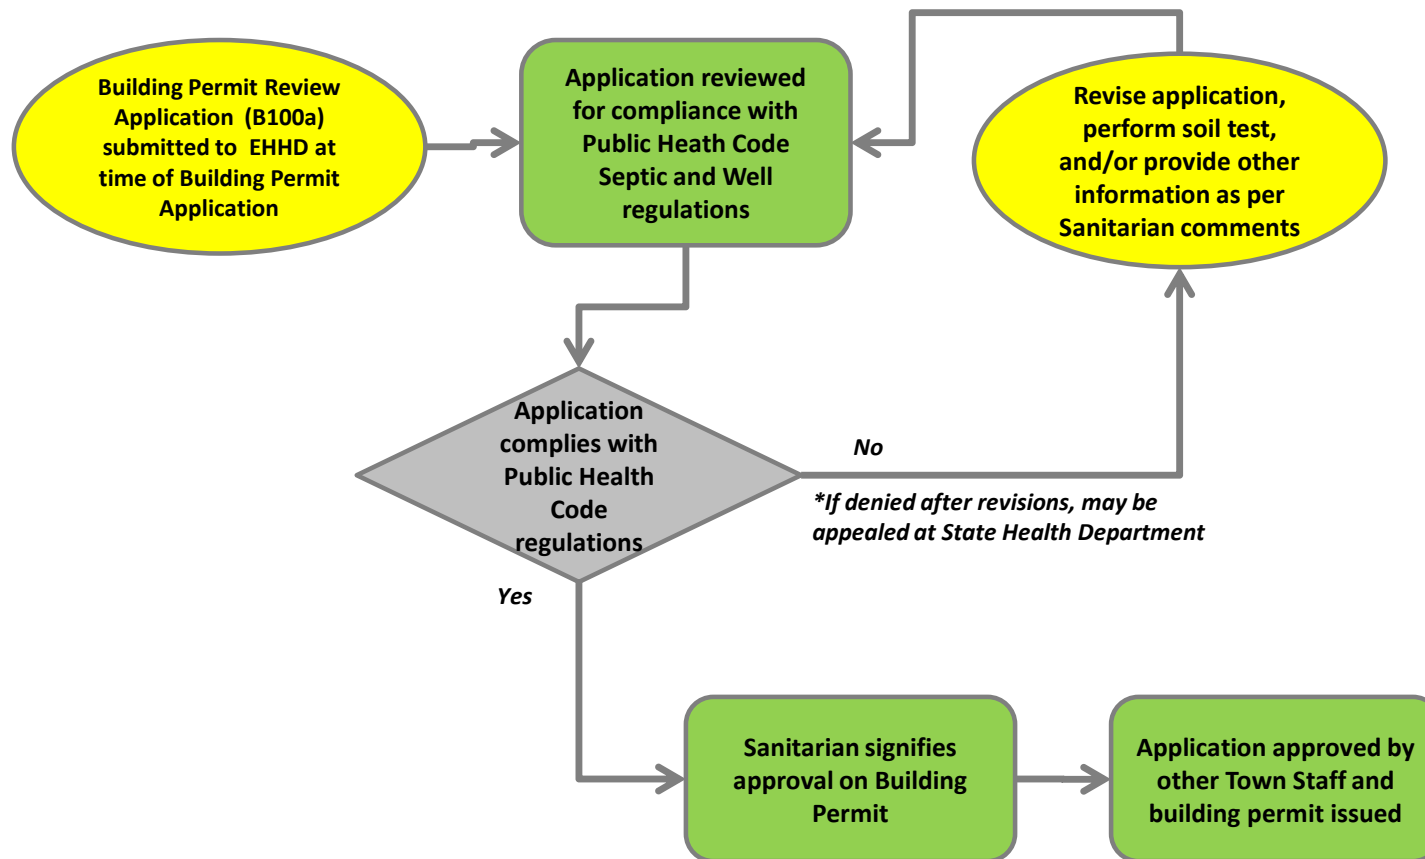 Building Permit Review
Application (B100a)
submitted to EHHD at
time of Building Permit
Application
Application reviewed
for compliance with
Public Heath Code
Septic and Well
regulations
Revise application,
perform soil test,
and/or provide other
information as per
Sanitarian comments
Application
complies with
Public Health
Code
regulations
No
*If denied after revisions, may be
appealed at State Health Department
Yes
Sanitarian signifies
approval on Building
Permit
Application approved by
other Town Staff and
building permit issued